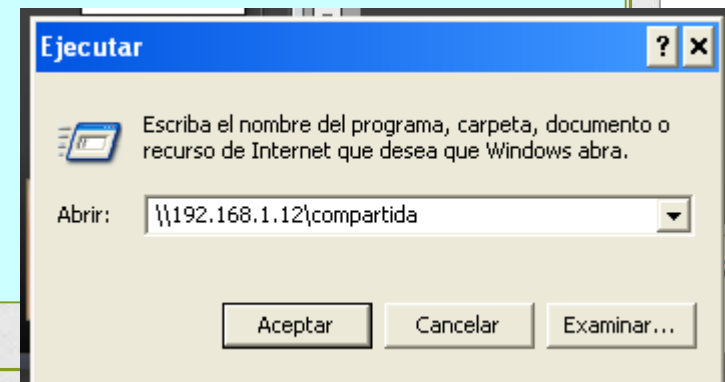 Ejecutar
Escriba el nombre del programa, carpeta, documento o
recurso de Internet que desea que Windows abra.
Abrir: \\192.168.1.12\compartida
Aceptar Cancelar Examinar...